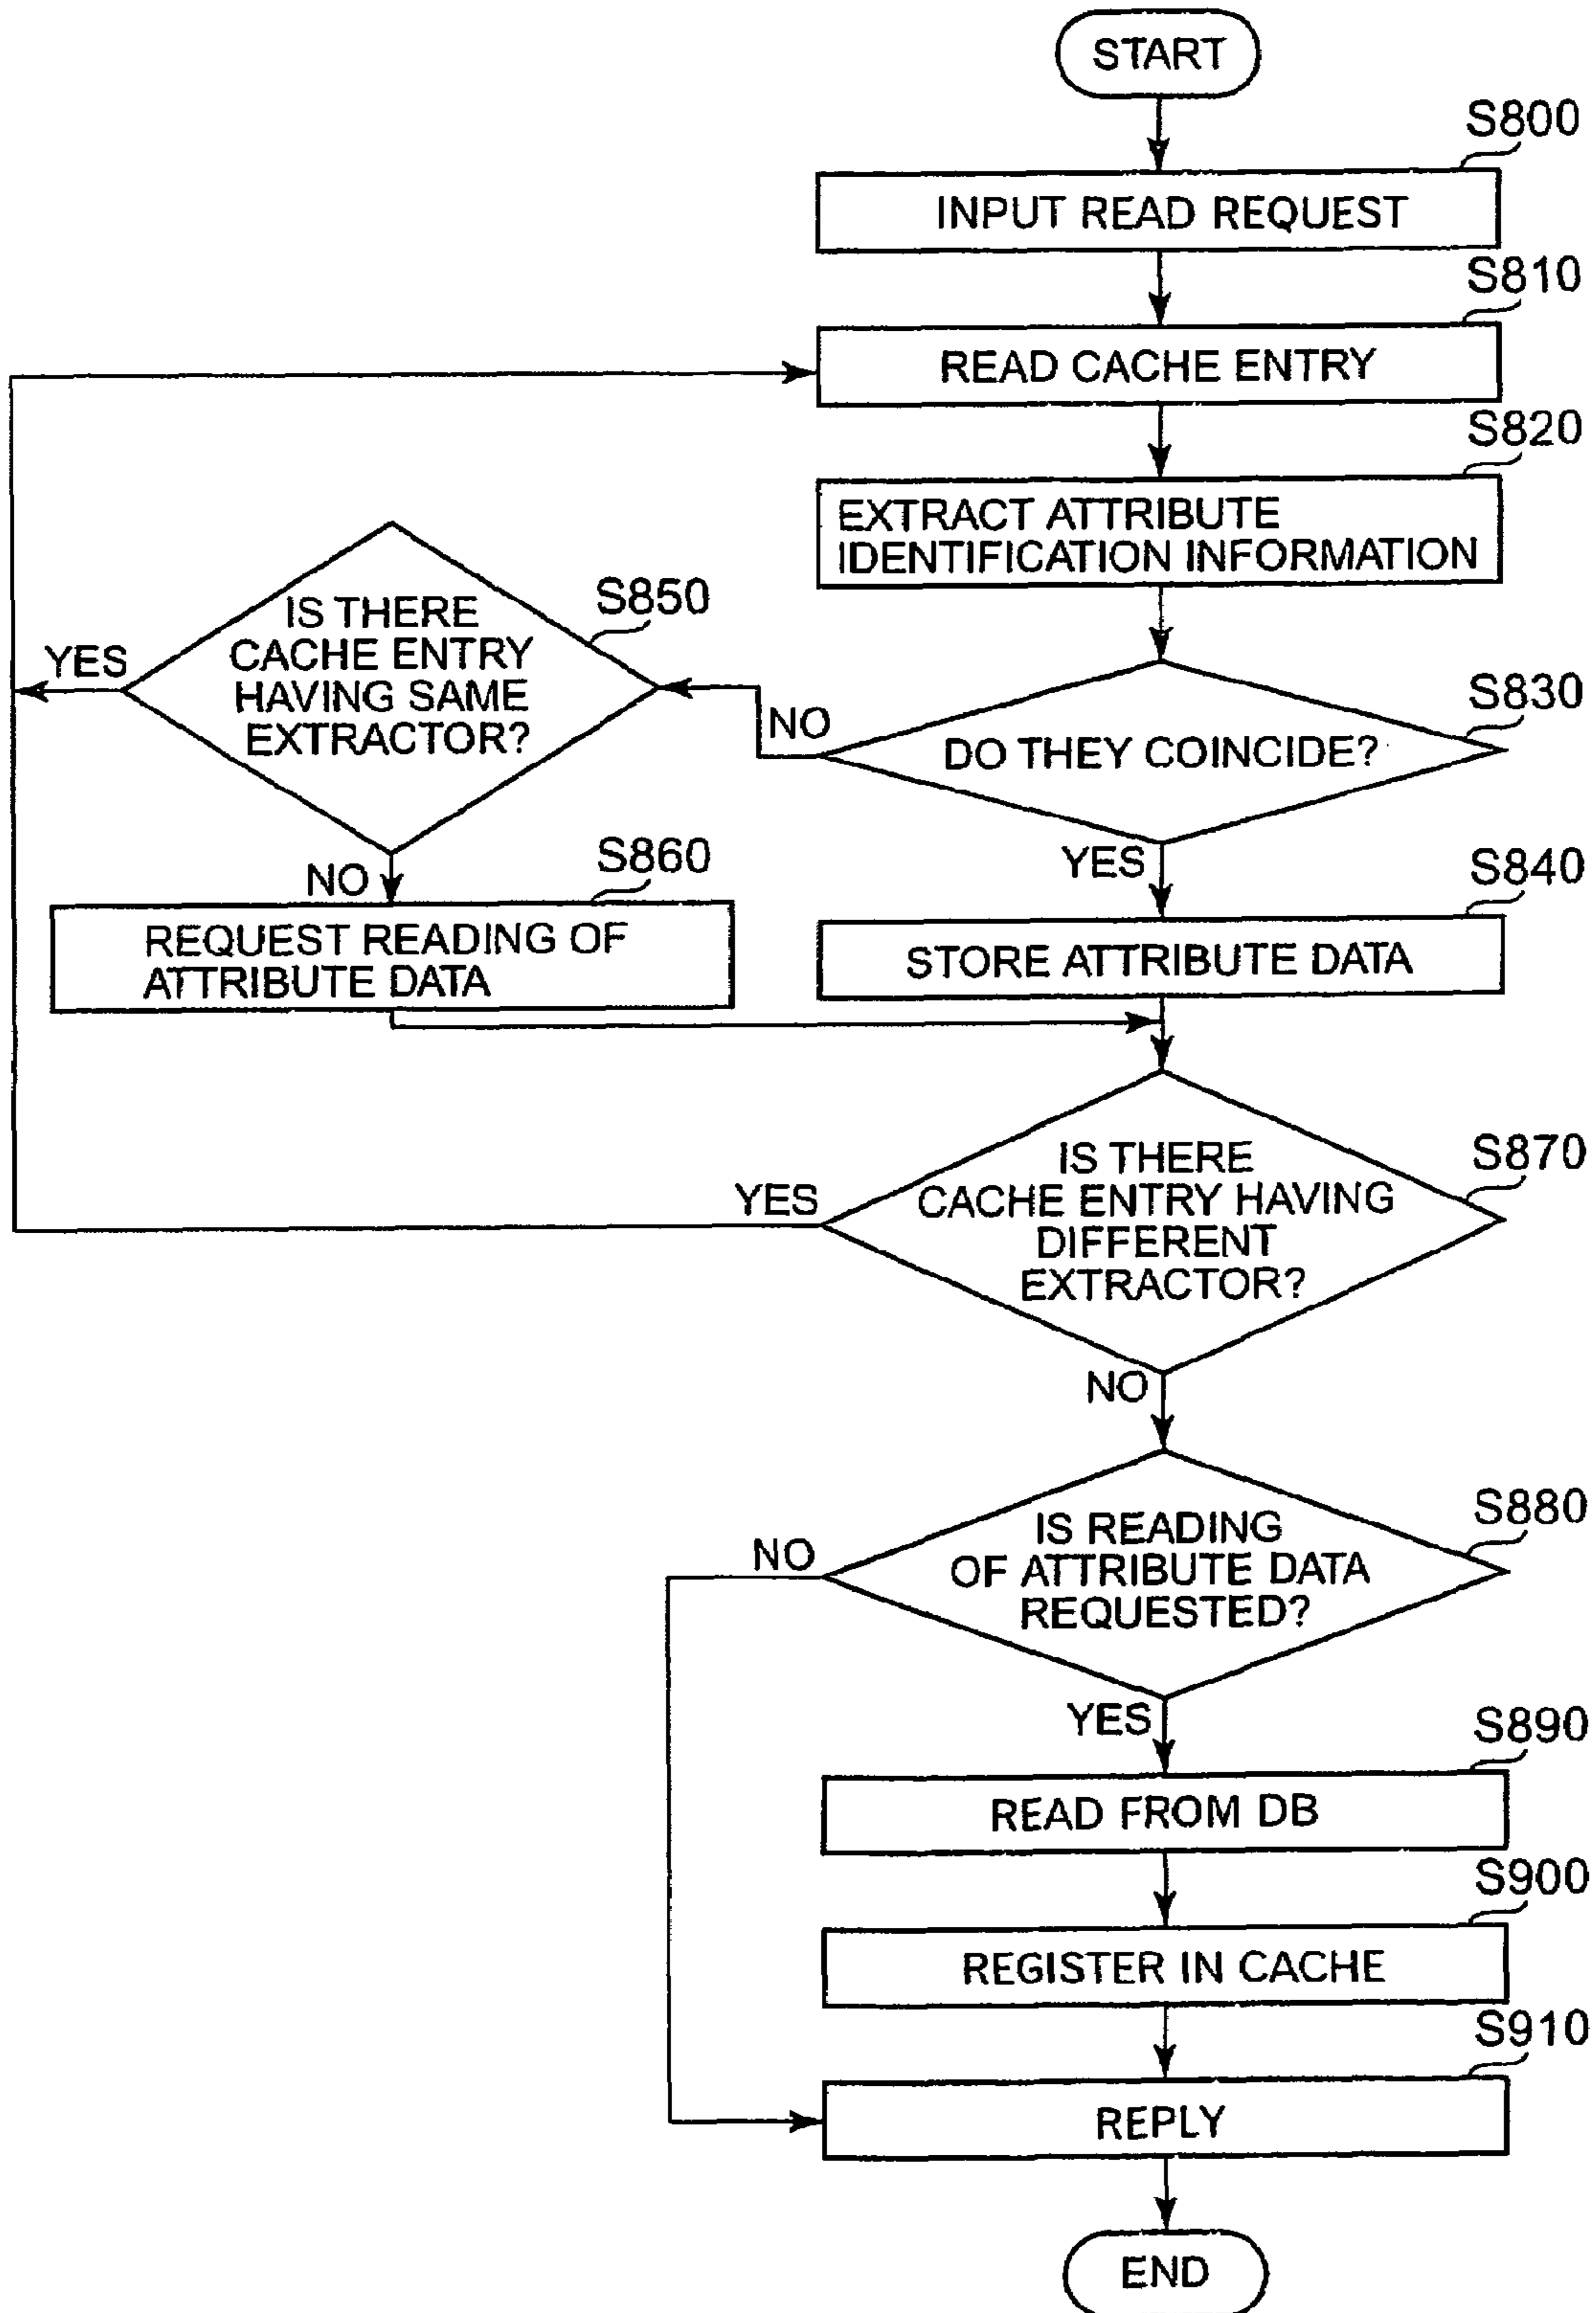 START
S800
INPUT READ REQUEST
S810
READ CACHE ENTRY
S820
EXTRACT ATTRIBUTE
IDENTIFICATION INFORMATION
S830
DO THEY COINCIDE?
NO
YES
S850
IS THERE
CACHE ENTRY
HAVING SAME
EXTRACTOR?
YES
NO
S860
REQUEST READING OF
ATTRIBUTE DATA
S840
STORE ATTRIBUTE DATA
S870
IS THERE
CACHE ENTRY HAVING
DIFFERENT
EXTRACTOR?
YES
NO
S880
IS READING
OF ATTRIBUTE DATA
REQUESTED?
NO
YES
S890
READ FROM DB
S900
REGISTER IN CACHE
S910
REPLY
END